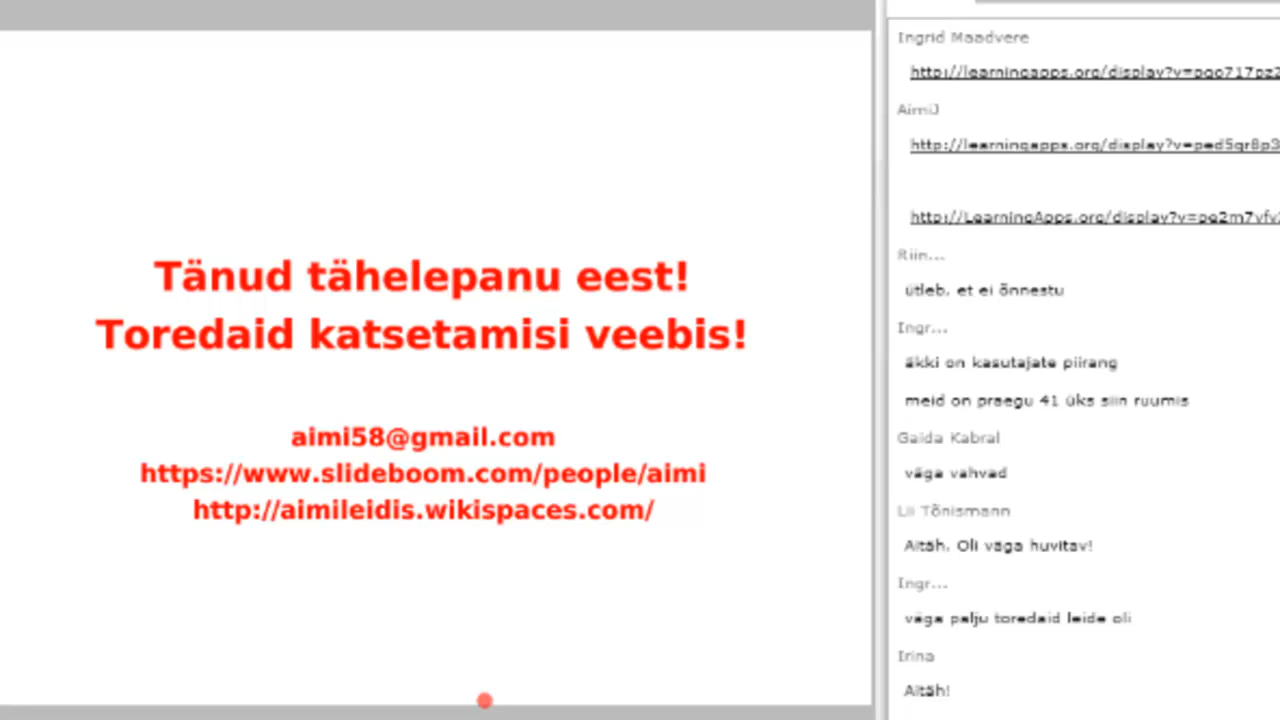 Tänud tähelepanu eest!
Toredaid katsetamisi veebis!
aimi58@gmail.com
https://www.slideboom.com/people/aimi
http://aimileidis.wikispaces.com/
Ingrid Maadvere
AimiJ
Riin...
ütleb, et ei õnnestu
Ingr...
äkki on kasutajate piirang
meid on praegu 41 üks siin ruumis
Gaida Kabral
väga vahvad
Lii Tõnismann
Aitäh. Oli väga huvitav!
Ingr...
väga palju toredaid leide oli
Irina
Aitäh!